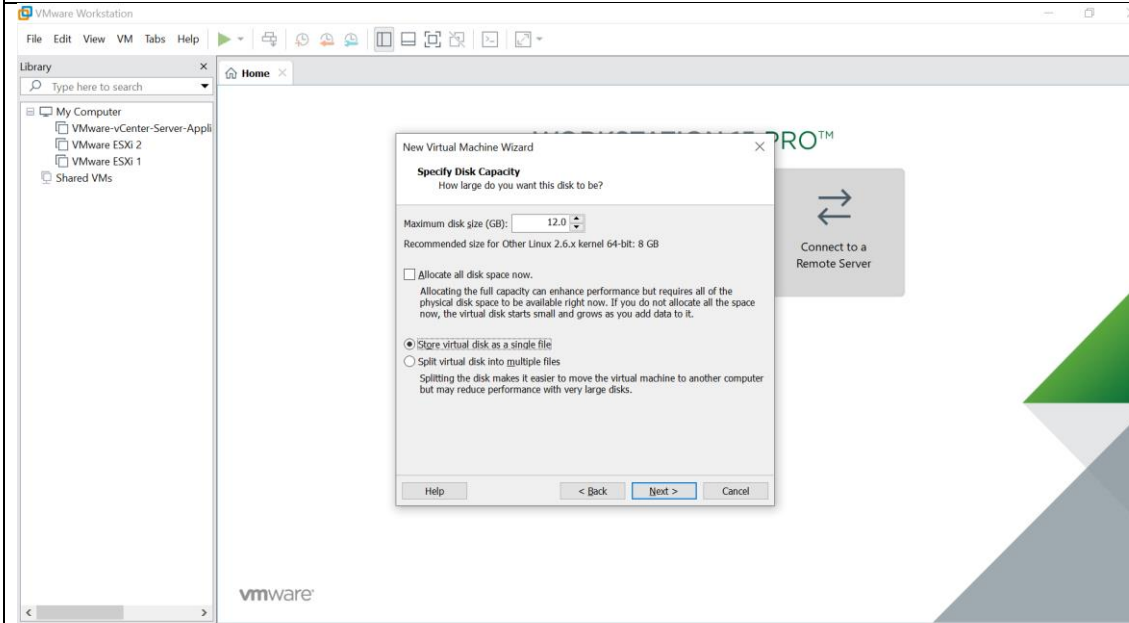 VMware Workstation
File Edit View VM Tabs Help
Library
Home
Type here to search
My Computer
VMware-vCenter-Server-Appli
VMware ESXi 2
VMware ESXi 1
Shared VMs
PRO™
New Virtual Machine Wizard
Specify Disk Capacity
How large do you want this disk to be?
Maximum disk size (GB): 12.0
Recommended size for Other Linux 2.6.x kernel 64-bit: 8 GB
Allocate all disk space now.
Allocating the full capacity can enhance performance but requires all of the
physical disk space to be available right now. If you do not allocate all the space
now, the virtual disk starts small and grows as you add data to it.
Store virtual disk as a single file
Split virtual disk into multiple files
Splitting the disk makes it easier to move the virtual machine to another computer
but may reduce performance with very large disks.
Help < Back Next > Cancel
Connect to a
Remote Server
vmware